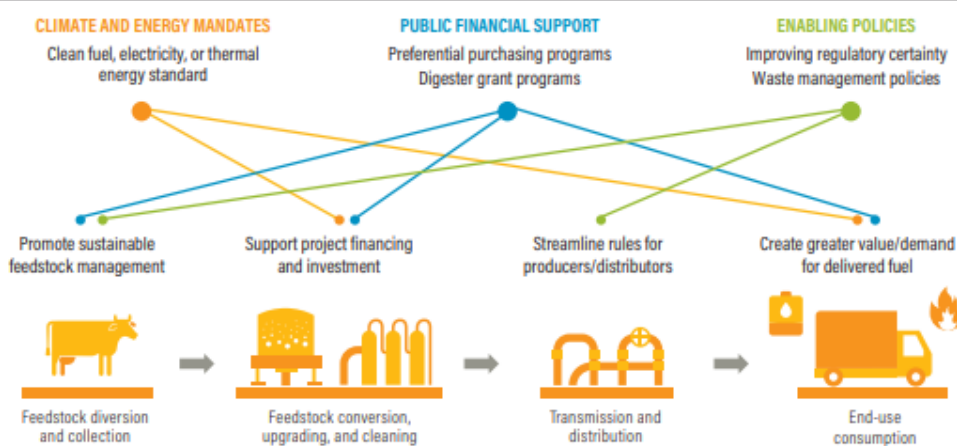 CLIMATE AND ENERGY MANDATES
Clean fuel, electricity, or thermal
energy standard
PUBLIC FINANCIAL SUPPORT
Preferential purchasing programs
Digester grant programs
ENABLING POLICIES
Improving regulatory certainty
Waste management policies
Promote sustainable
feedstock management
Support project financing
and investment
Streamline rules for
producers/distributors
Create greater value/demand
for delivered fuel
Feedstock diversion
and collection
Feedstock conversion,
upgrading, and cleaning
Transmission and
distribution
End-use
consumption